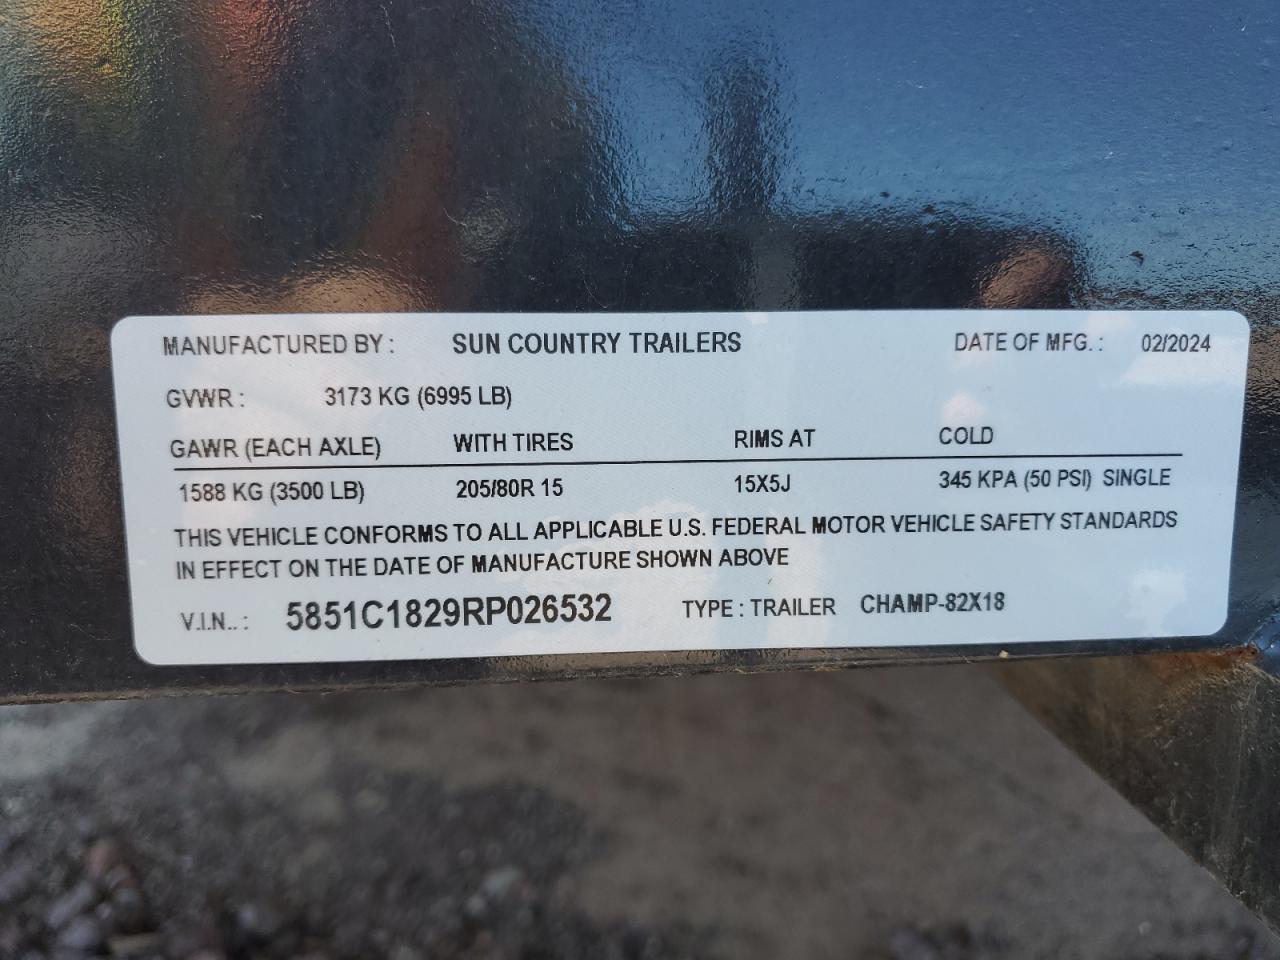 MANUFACTURED BY : SUN COUNTRY TRAILERS DATE OF MFG. : 02/2024
GVWR : 3173 KG (6995 LB)
GAWR (EACH AXLE) WITH TIRES RIMS AT COLD
1588 KG (3500 LB) 205/80R 15 15X5J 345 KPA (50 PSI) SINGLE
THIS VEHICLE CONFORMS TO ALL APPLICABLE U.S. FEDERAL MOTOR VEHICLE SAFETY STANDARDS
IN EFFECT ON THE DATE OF MANUFACTURE SHOWN ABOVE
V.I.N.. : 5851C1829RP026532 TYPE : TRAILER CHAMP-82X18